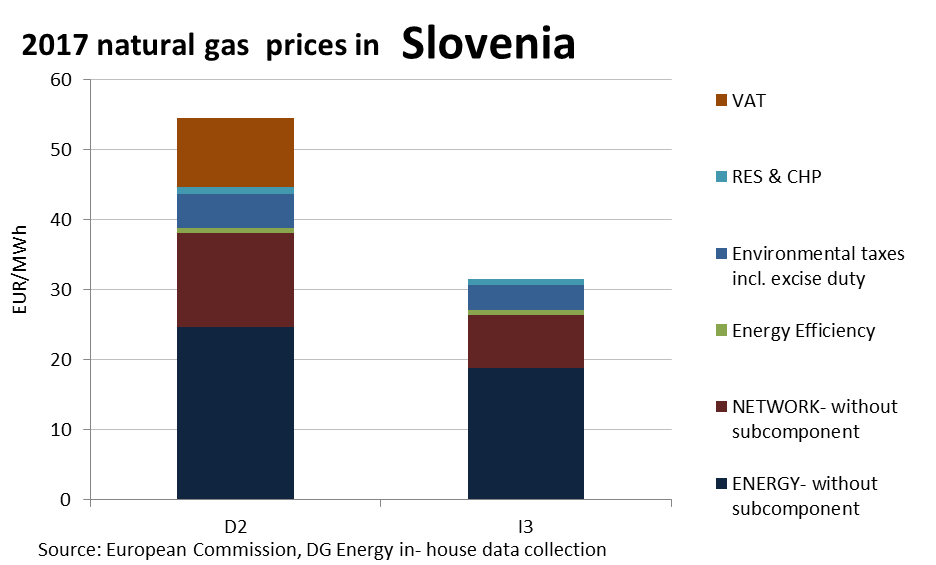 2017 natural gas prices in Slovenia
60
50
40
30
20
10
0
EUR/MWh
D2
I3
VAT
RES & CHP
Environmental taxes
incl. excise duty
Energy Efficiency
NETWORK- without
subcomponent
ENERGY- without
subcomponent
Source: European Commission, DG Energy in- house data collection